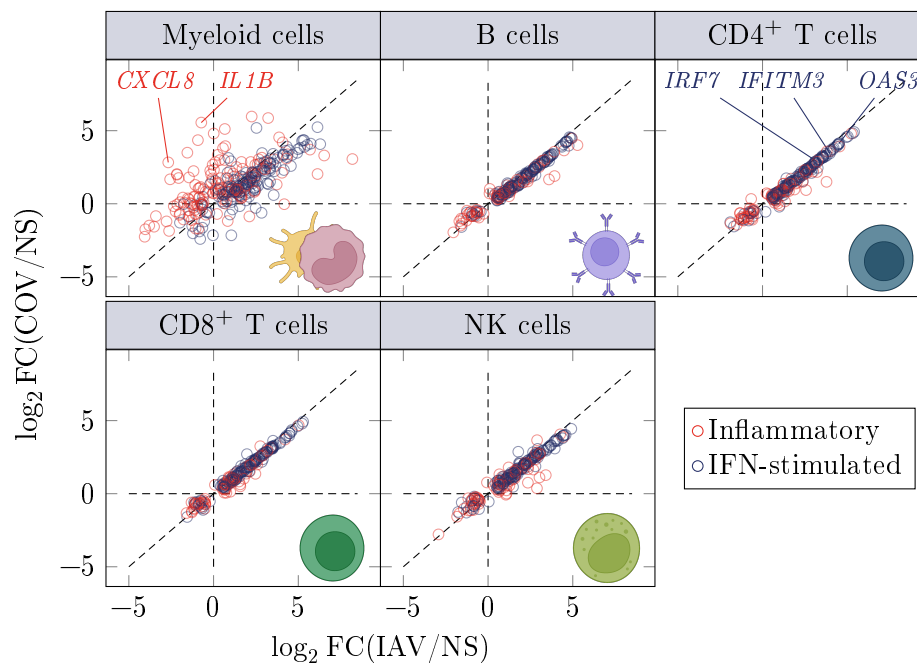 Myeloid cells
B cells
CD4⁺ T cells
CXCL8
IL1B
IRF7
IFITM3
OAS3
5
0
−5
CD8⁺ T cells
NK cells
5
0
−5
−5
0
5
−5
0
5
log₂ FC(COV/NS)
log₂ FC(IAV/NS)
Inflammatory
IFN-stimulated